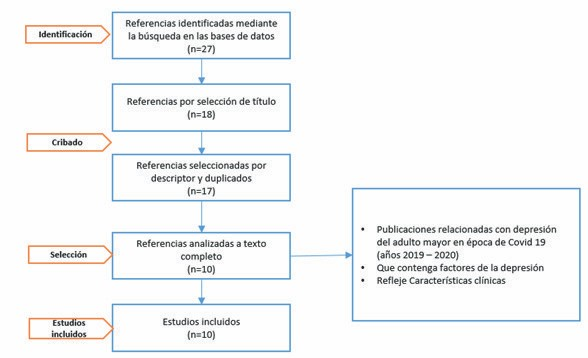 Identificación
Referencias identificadas mediante
la búsqueda en las bases de datos
(n=27)
Referencias por selección de título
(n=18)
Cribado
Referencias seleccionadas por
descriptor y duplicados
(n=17)
Selección
Referencias analizadas a texto
completo
(n=10)
• Publicaciones relacionadas con depresión
del adulto mayor en época de Covid 19
(años 2019 – 2020)
• Que contenga factores de la depresión
• Refleje Características clínicas
Estudios
incluidos
Estudios incluidos
(n=10)